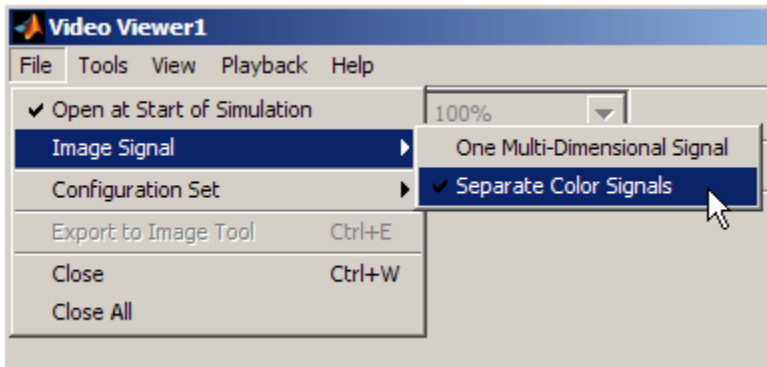 Video Viewer1
File Tools View Playback Help
✔ Open at Start of Simulation
100%
Image Signal
One Multi-Dimensional Signal
✔ Separate Color Signals
Configuration Set
Export to Image Tool Ctrl+E
Close Ctrl+W
Close All